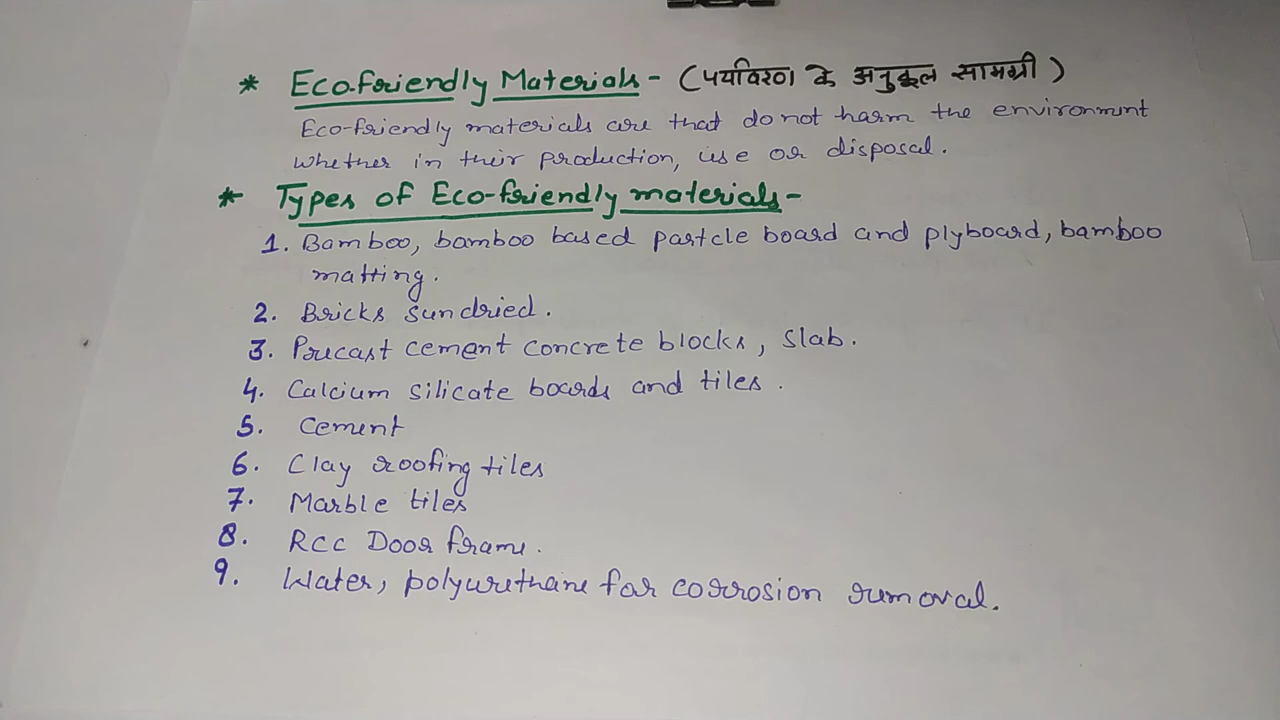 * Ecofriendly Materials - (पर्यावरण के अनुकूल सामग्री)
Eco-friendly materials are that do not harm the environment
whether in their production, use or disposal.
* Types of Eco-friendly materials -
1. Bamboo, bamboo based partcle board and plyboard, bamboo
matting.
2. Bricks sun dried.
3. Precast cement concrete blocks, slab.
4. Calcium silicate boards and tiles.
5. Cement
6. Clay roofing tiles
7. Marble tiles
8. RCC Door frame.
9. Water, polyurethane for corrosion removal.